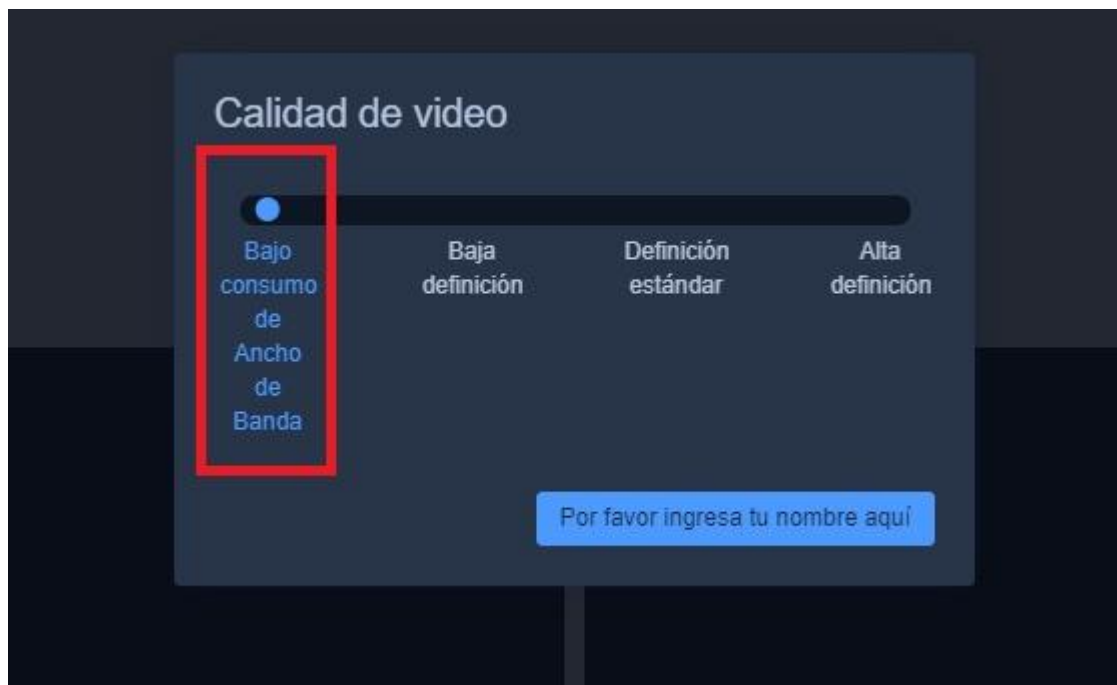 Calidad de video
Bajo
consumo
de
Ancho
de
Banda
Baja
definición
Definición
estándar
Alta
definición
Por favor ingresa tu nombre aquí